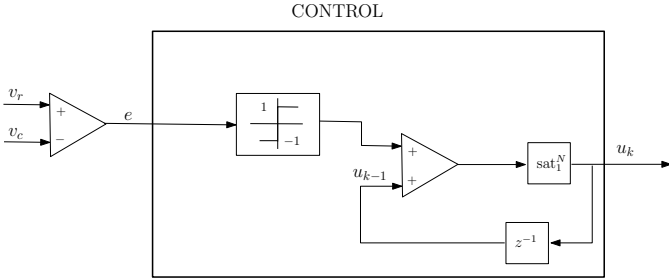 CONTROL
v_r
+
e
v_c
−
1
−1
+
u_{k−1}
+
sat_1^N
u_k
z^{−1}